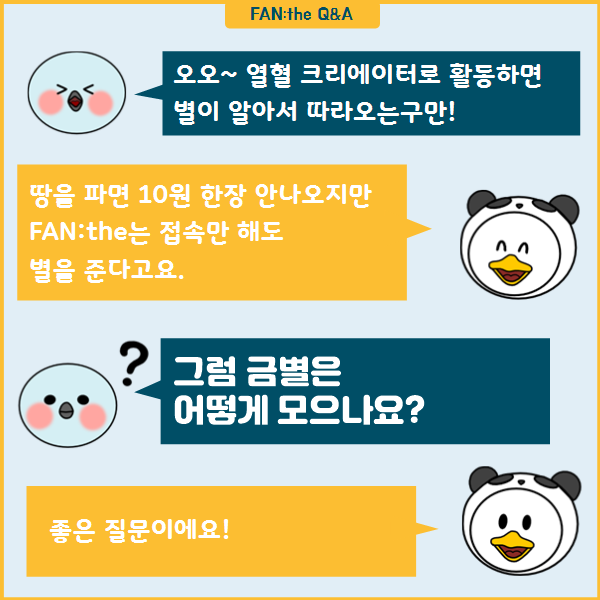 FAN:the Q&A
오오~ 열혈 크리에이터로 활동하면
별이 알아서 따라오는구만!
땅을 파면 10원 한장 안나오지만
FAN:the는 접속만 해도
별을 준다고요.
?
그럼 금별은
어떻게 모으나요?
좋은 질문이에요!